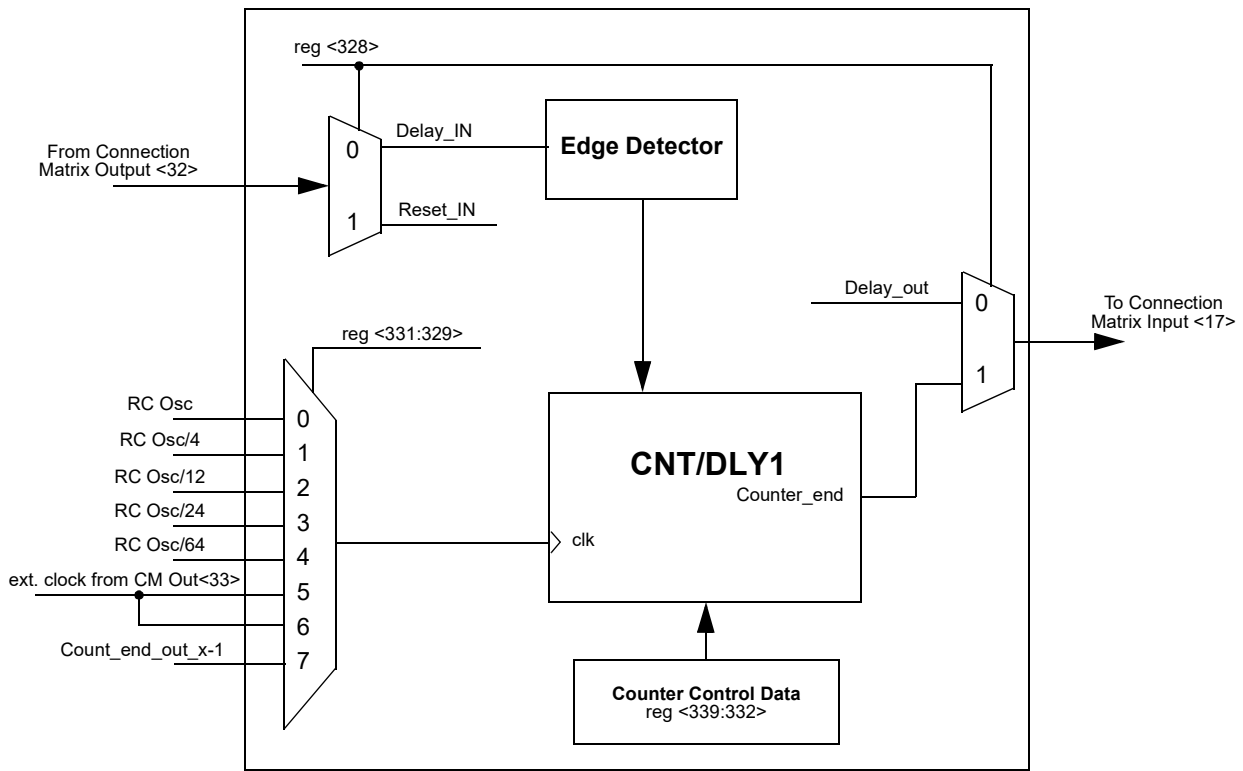 reg <328>
Delay_IN
Edge Detector
0
From Connection
Matrix Output <32>
1
Reset_IN
Delay_out
0
To Connection
Matrix Input <17>
1
reg <331:329>
RC Osc
0
RC Osc/4
1
RC Osc/12
2
RC Osc/24
3
RC Osc/64
4
ext. clock from CM Out<33>
5
6
Count_end_out_x-1
7
CNT/DLY1
Counter_end
clk
Counter Control Data
reg <339:332>